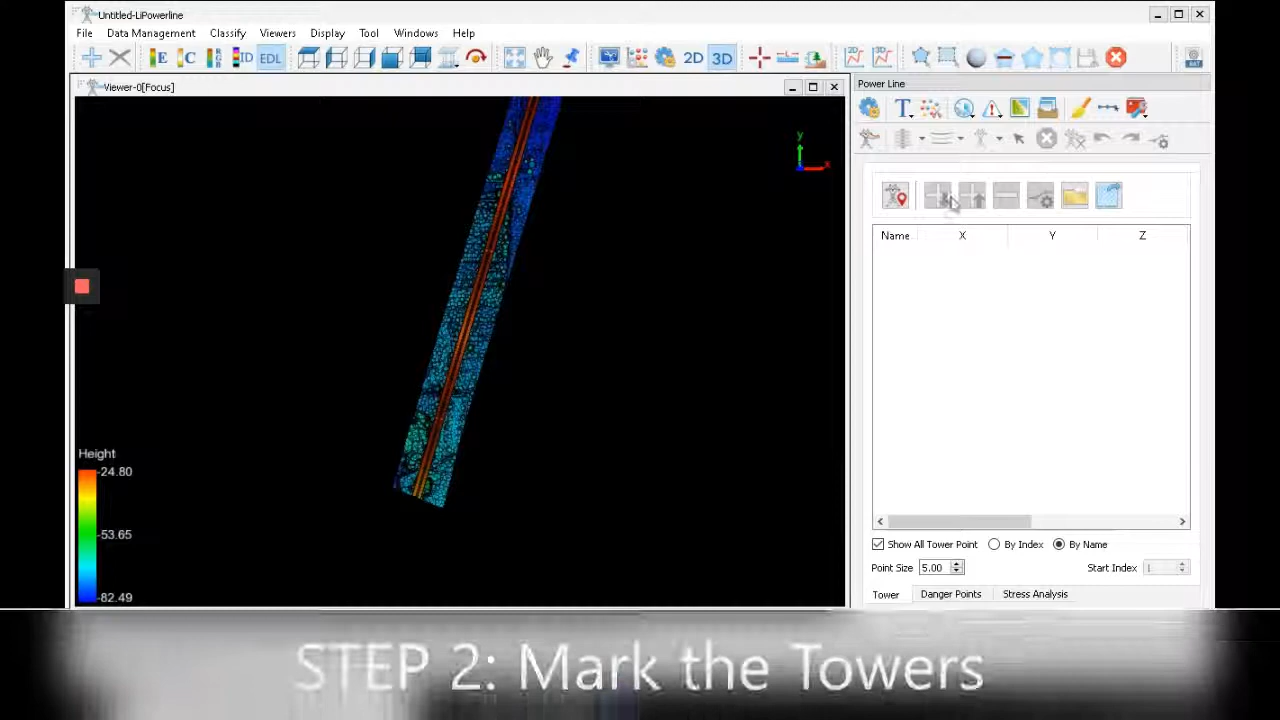 Untitled-LiPowerline
File Data Management Classify Viewers Display Tool Windows Help
E C ID EDL 2D 3D
Viewer-0[Focus]
Power Line
T
y
x
Name X Y Z
Height
-24.80
-53.65
-82.49
Show All Tower Point By Index By Name
Point Size 5.00 Start Index
Tower Danger Points Stress Analysis
STEP 2: Mark the Towers